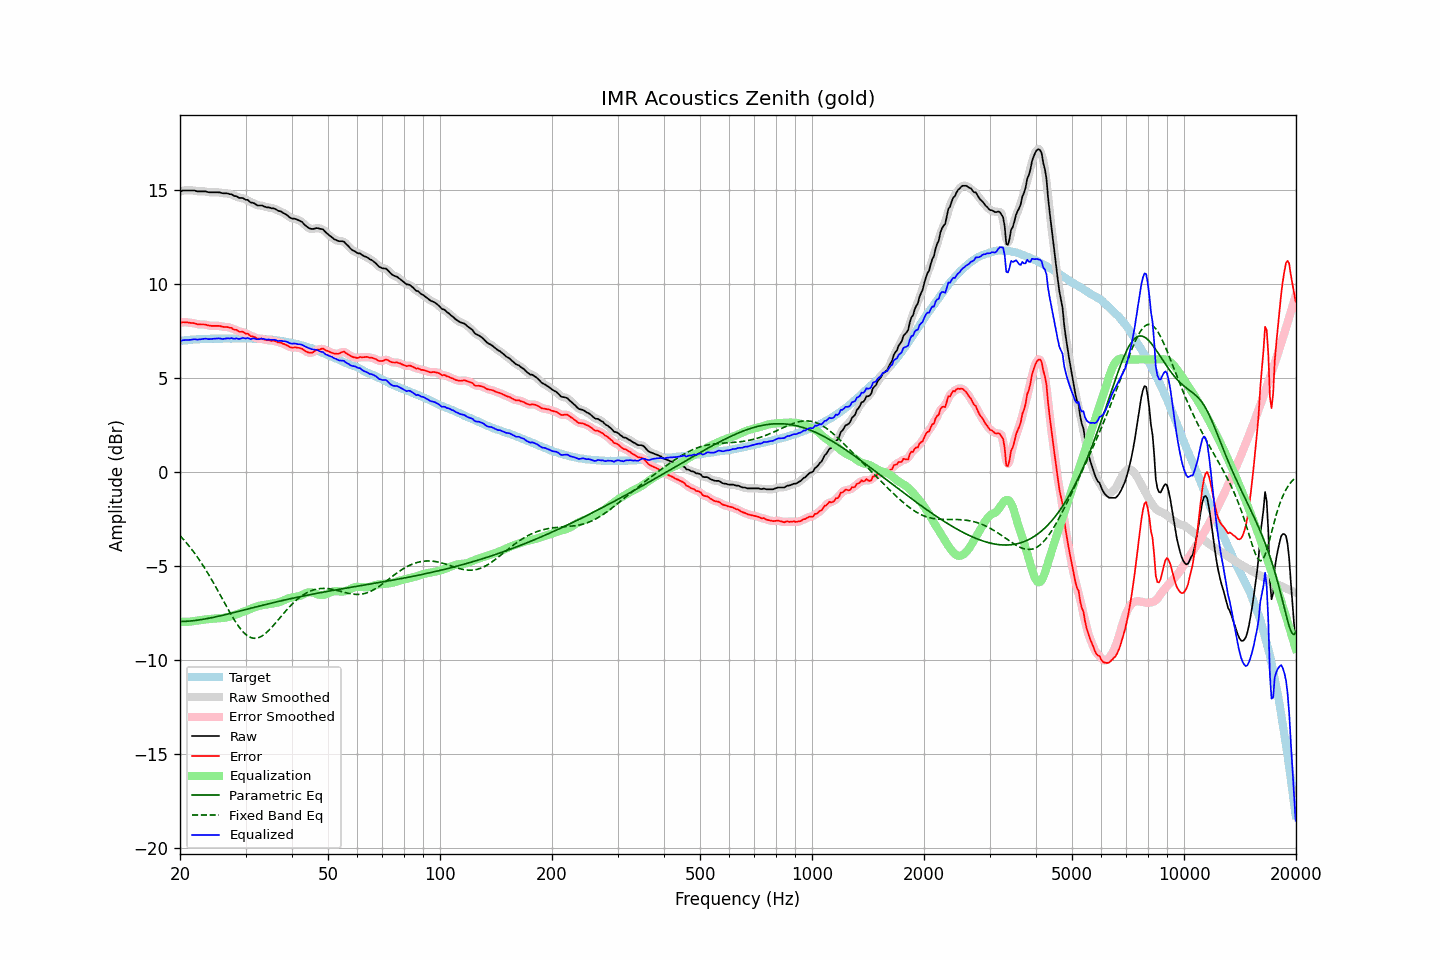 IMR Acoustics Zenith (gold)
Amplitude (dBr)
15
10
5
0
−5
−10
−15
−20
Target
Raw Smoothed
Error Smoothed
Raw
Error
Equalization
Parametric Eq
Fixed Band Eq
Equalized
20 50 100 200 500 1000 2000 5000 10000 20000
Frequency (Hz)